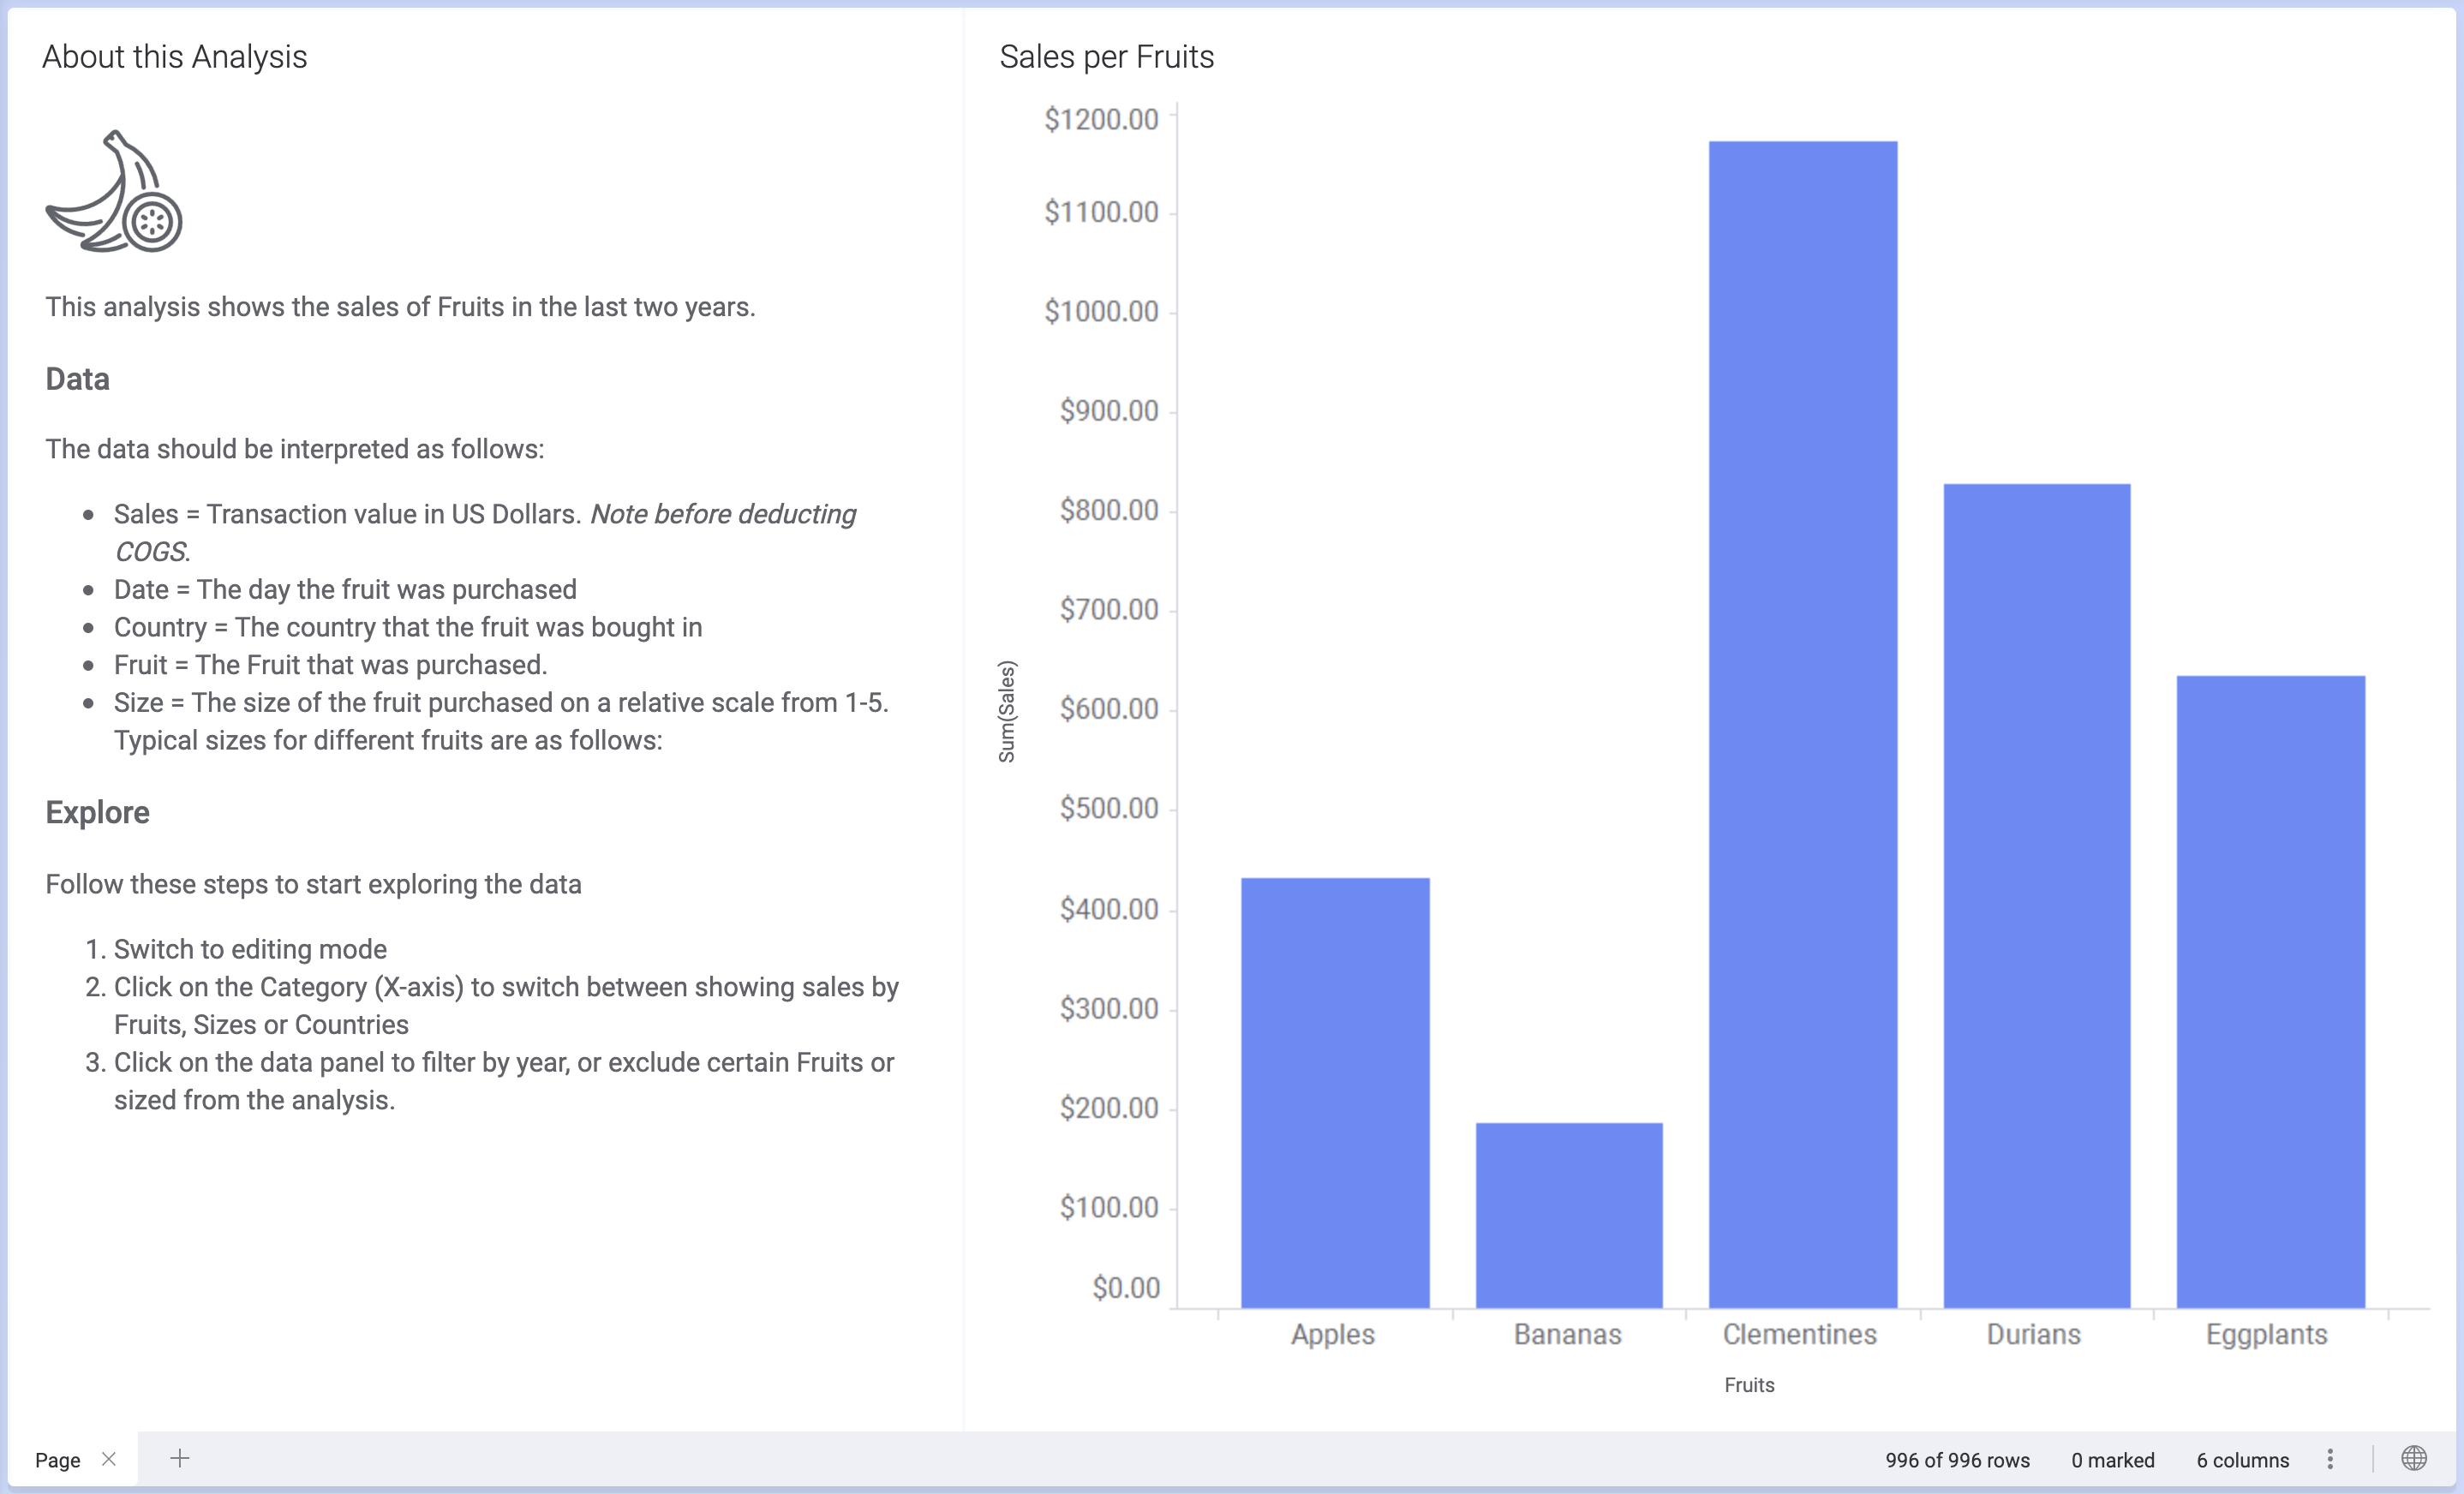 About this Analysis
This analysis shows the sales of Fruits in the last two years.
Data
The data should be interpreted as follows:
• Sales = Transaction value in US Dollars. Note before deducting
COGS.
• Date = The day the fruit was purchased
• Country = The country that the fruit was bought in
• Fruit = The Fruit that was purchased.
• Size = The size of the fruit purchased on a relative scale from 1-5.
Typical sizes for different fruits are as follows:
Explore
Follow these steps to start exploring the data
1. Switch to editing mode
2. Click on the Category (X-axis) to switch between showing sales by
Fruits, Sizes or Countries
3. Click on the data panel to filter by year, or exclude certain Fruits or
sized from the analysis.
Sales per Fruits
$1200.00
$1100.00
$1000.00
$900.00
$800.00
$700.00
$600.00
$500.00
$400.00
$300.00
$200.00
$100.00
$0.00
Sum(Sales)
Apples Bananas Clementines Durians Eggplants
Fruits
Page 996 of 996 rows 0 marked 6 columns